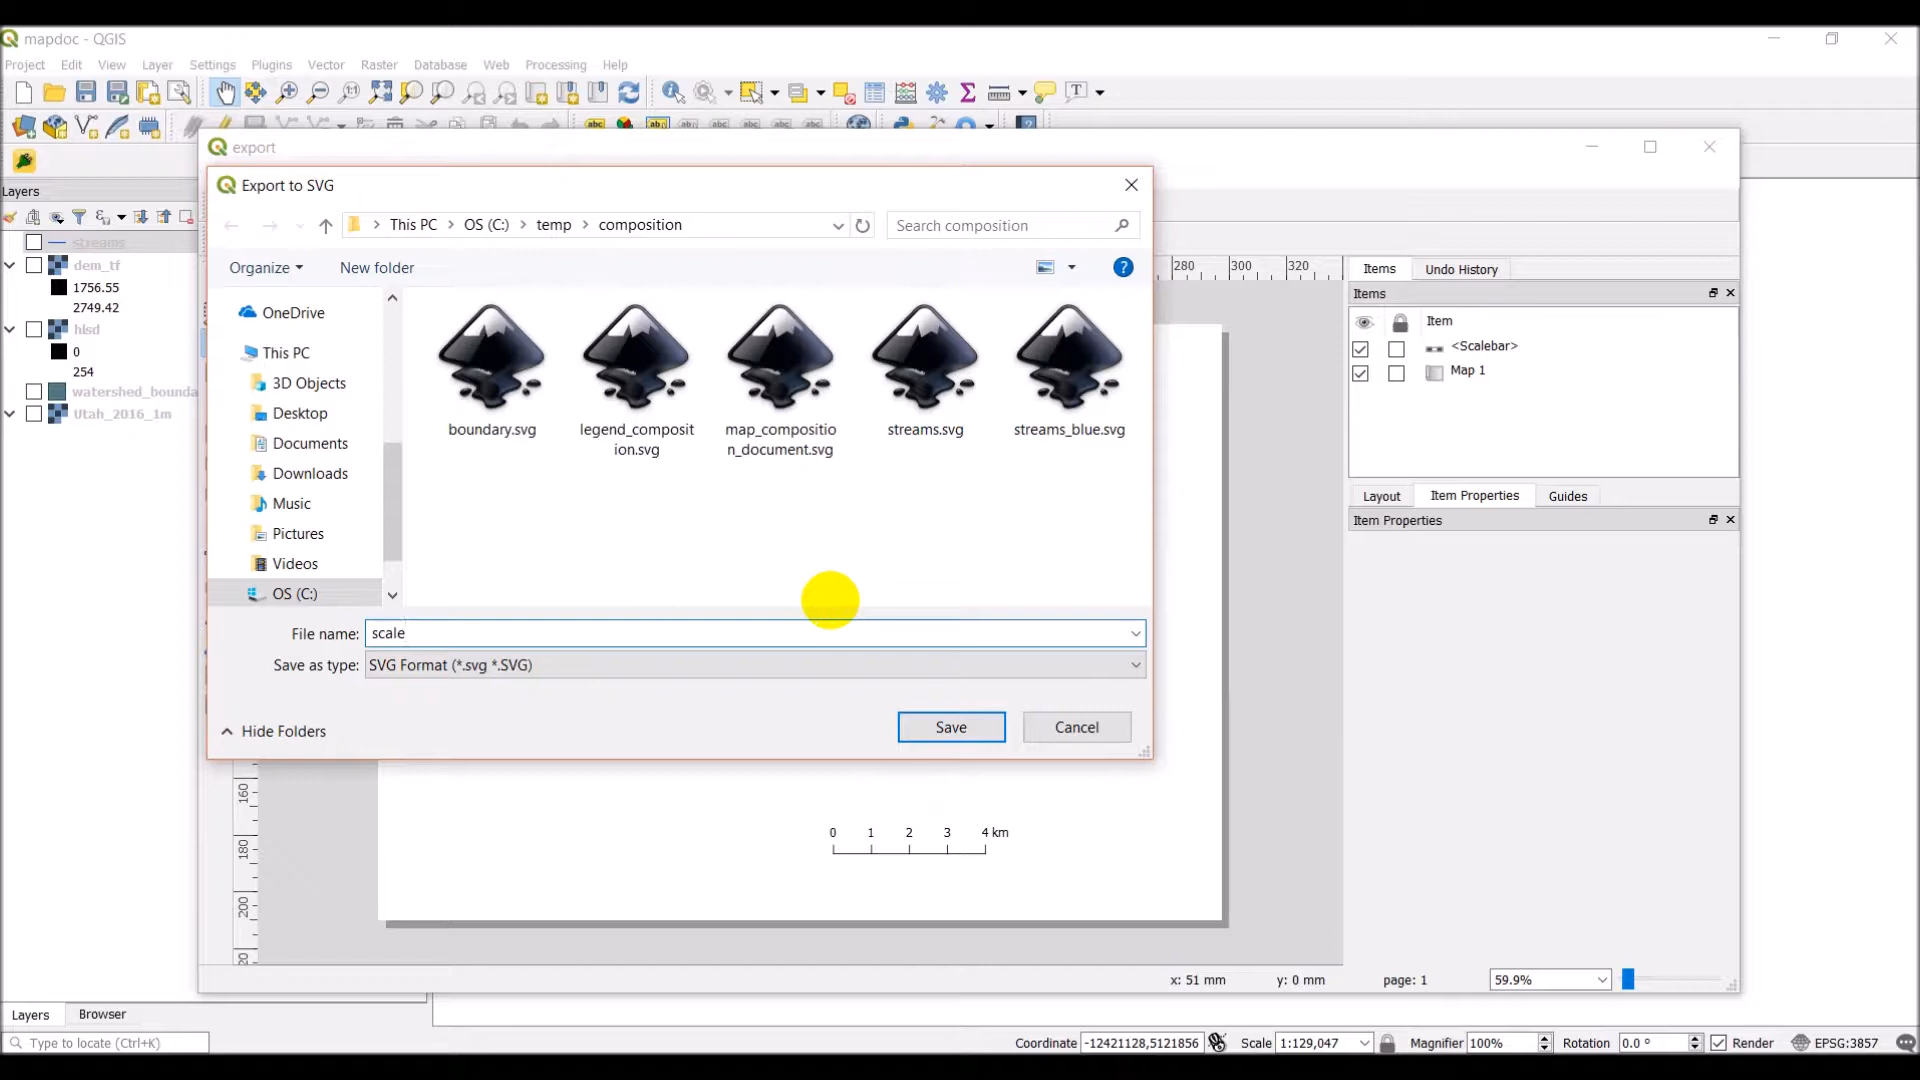 mapdoc - QGIS
Project Edit View Layer Settings Plugins Vector Raster Database Web Processing Help
export
Layers
streams
dem_tf
1756.55
2749.42
hlsd
0
254
watershed_bounda
Utah_2016_1m
Export to SVG
This PC > OS (C:) > temp > composition
Search composition
Organize
New folder
OneDrive
This PC
3D Objects
Desktop
Documents
Downloads
Music
Pictures
Videos
OS (C:)
boundary.svg
legend_composit
ion.svg
map_compositio
n_document.svg
streams.svg
streams_blue.svg
File name: scale
Save as type: SVG Format (*.svg *.SVG)
Hide Folders
Save
Cancel
280 300 320
160
180
200
0 1 2 3 4 km
Items
Undo History
Items
Item
<Scalebar>
Map 1
Layout
Item Properties
Guides
Item Properties
x: 51 mm
y: 0 mm
page: 1
59.9%
Layers
Browser
Type to locate (Ctrl+K)
Coordinate -12421128,5121856
Scale 1:129,047
Magnifier 100%
Rotation 0.0 °
Render
EPSG:3857